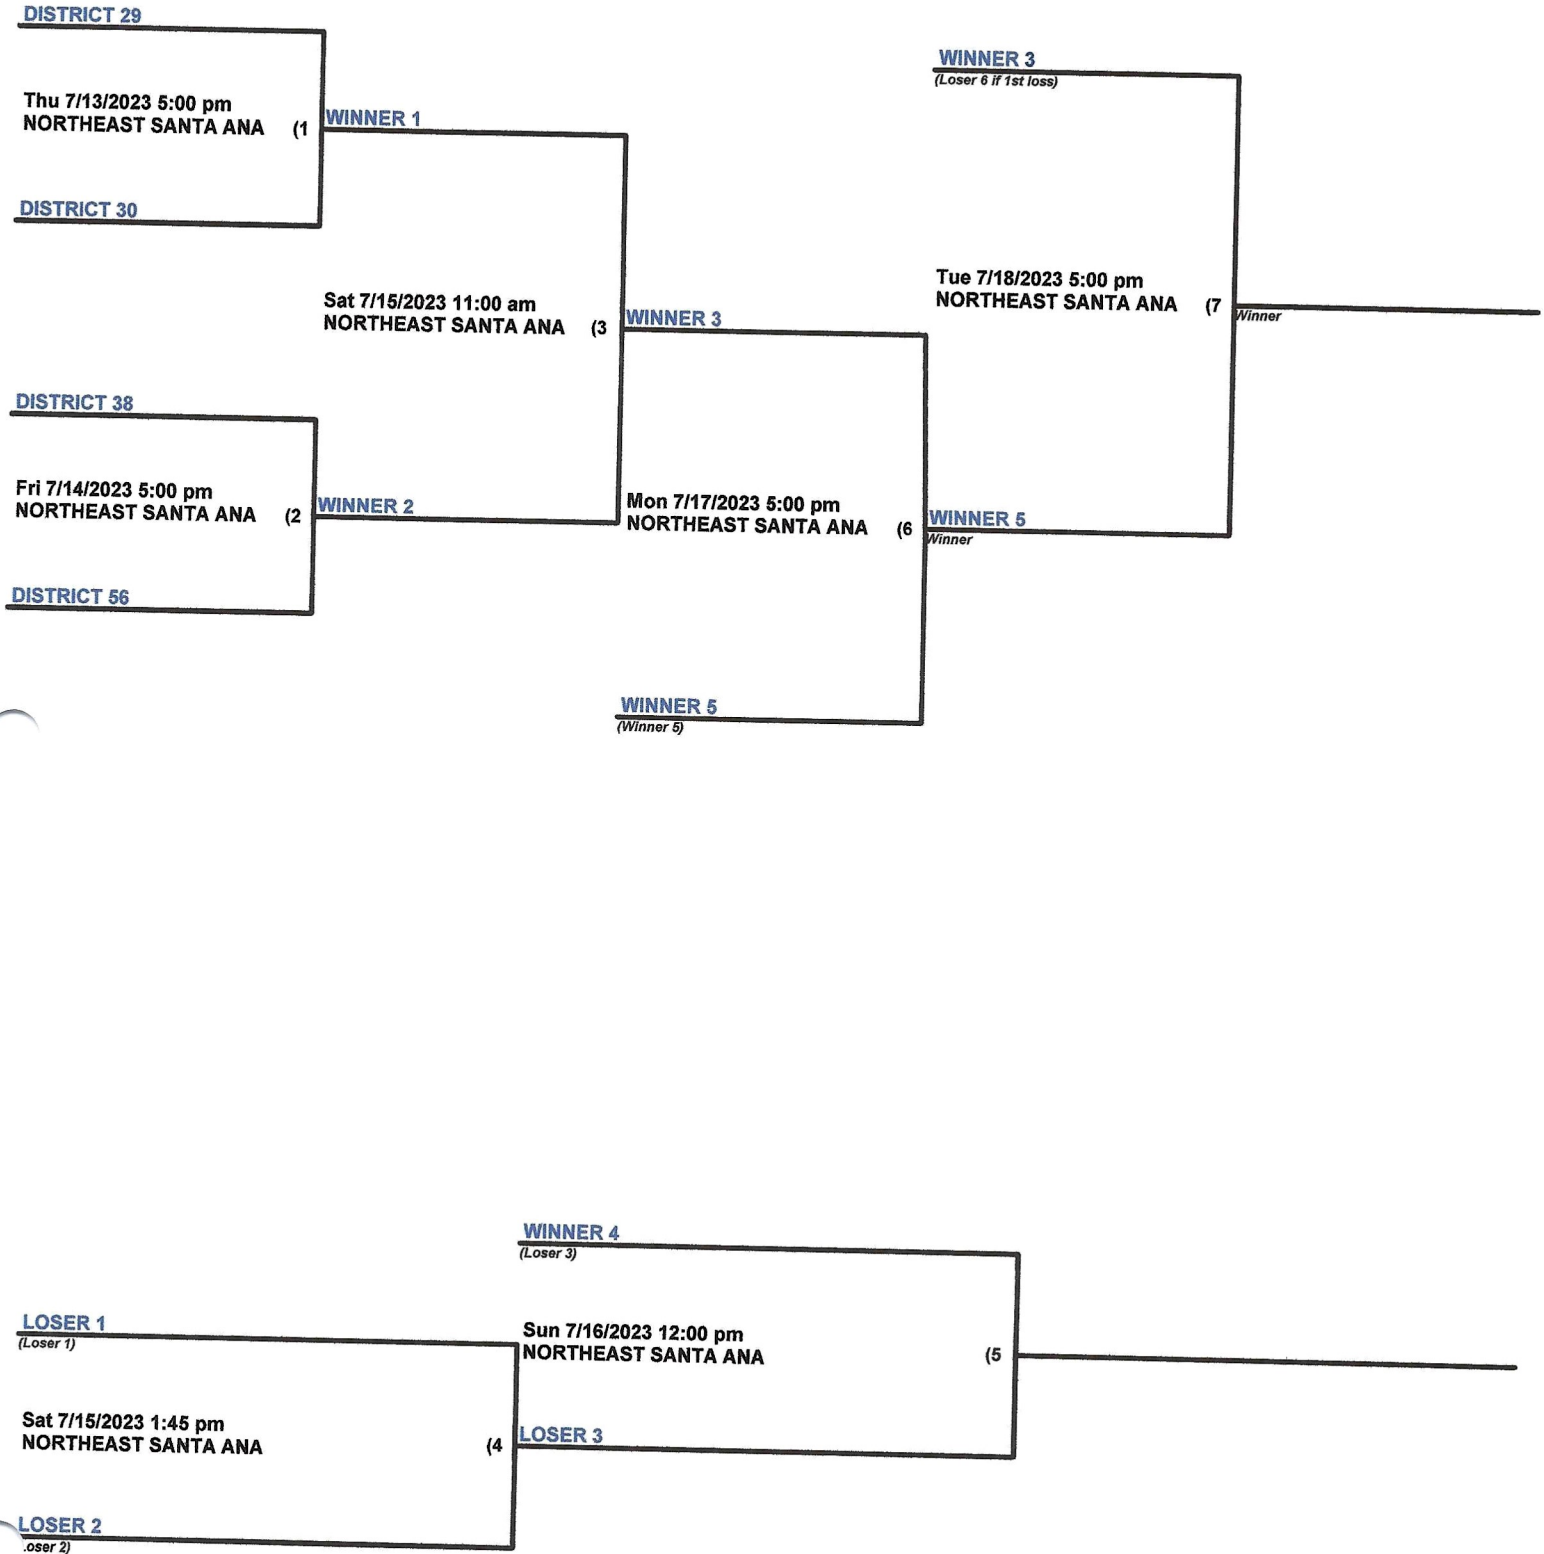 DISTRICT 29
Thu 7/13/2023 5:00 pm
NORTHEAST SANTA ANA (1
WINNER 1
DISTRICT 30
Sat 7/15/2023 11:00 am
NORTHEAST SANTA ANA (3
WINNER 3
DISTRICT 38
Fri 7/14/2023 5:00 pm
NORTHEAST SANTA ANA (2
WINNER 2
DISTRICT 56
Mon 7/17/2023 5:00 pm
NORTHEAST SANTA ANA (6
WINNER 5
Winner
WINNER 5
(Winner 5)
WINNER 3
(Loser 6 if 1st loss)
Tue 7/18/2023 5:00 pm
NORTHEAST SANTA ANA (7
Winner
WINNER 4
(Loser 3)
LOSER 1
(Loser 1)
Sun 7/16/2023 12:00 pm
NORTHEAST SANTA ANA (5
Sat 7/15/2023 1:45 pm
NORTHEAST SANTA ANA (4
LOSER 3
LOSER 2
oser 2)